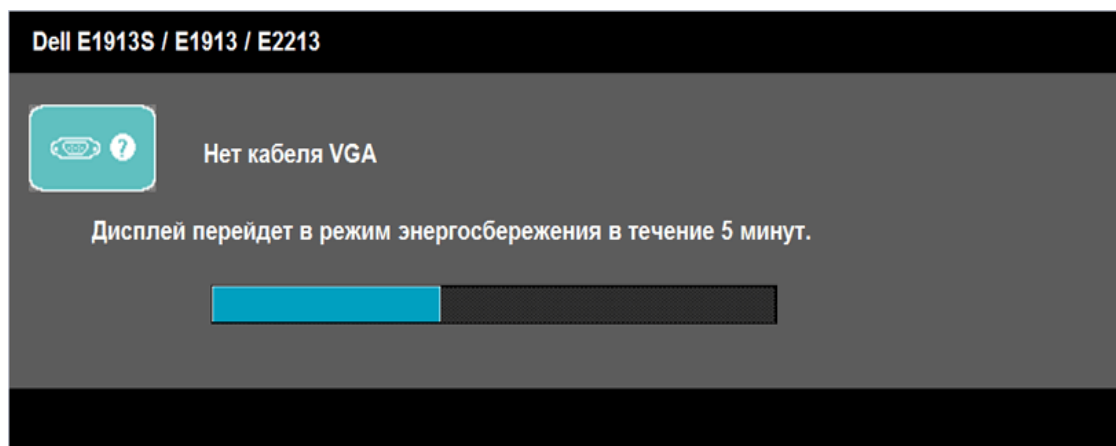 Dell E1913S / E1913 / E2213
?
Нет кабеля VGA
Дисплей перейдет в режим энергосбережения в течение 5 минут.